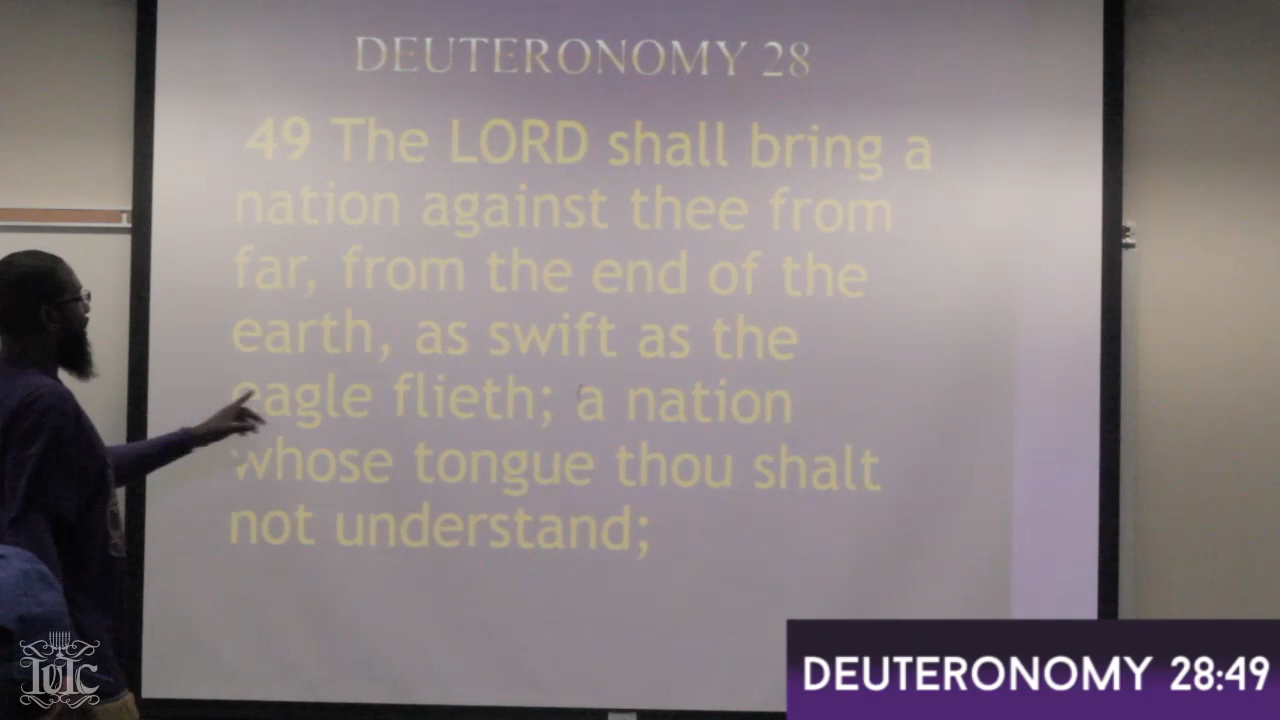 DEUTERONOMY 28
49 The LORD shall bring a
nation against thee from
far, from the end of the
earth, as swift as the
eagle flieth; a nation
whose tongue thou shalt
not understand;
IUIC
DEUTERONOMY 28:49